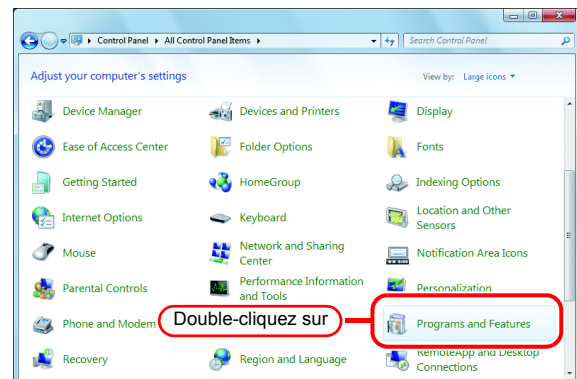 Control Panel ▸ All Control Panel Items ▸
Search Control Panel
Adjust your computer's settings
View by: Large icons
Device Manager
Devices and Printers
Display
Ease of Access Center
Folder Options
Fonts
Getting Started
HomeGroup
Indexing Options
Internet Options
Keyboard
Location and Other
Sensors
Mouse
Network and Sharing
Center
Notification Area Icons
Parental Controls
Performance Information
and Tools
Personalization
Phone and Modem
Double-cliquez sur
Programs and Features
Recovery
Region and Language
RemoteApp and Desktop
Connections